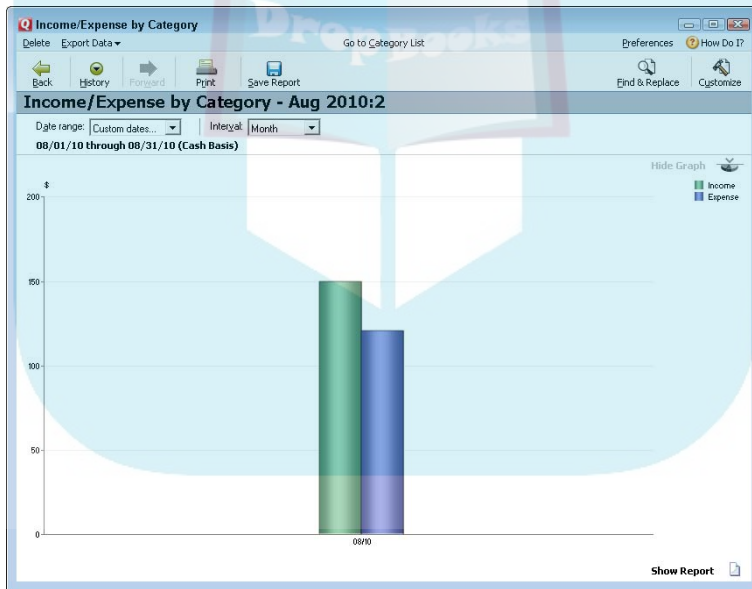 Income/Expense by Category
Delete Export Data Go to Category List Preferences How Do I?
Back History Forward Print Save Report Find & Replace Customize
Income/Expense by Category - Aug 2010:2
Date range: Custom dates... Interval: Month
08/01/10 through 08/31/10 (Cash Basis)
Hide Graph
$
Income
Expense
200
150
100
50
0
08/10
Show Report
DropBooks